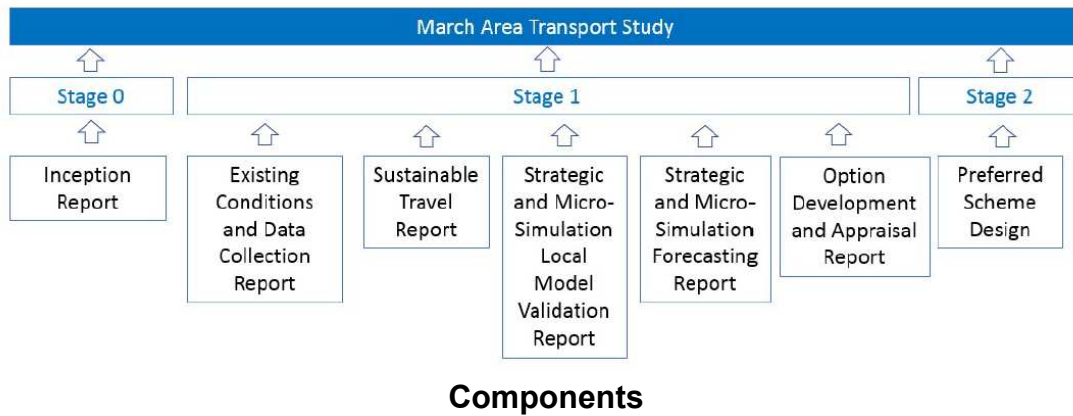 March Area Transport Study
Stage 0
Stage 1
Stage 2
Inception
Report
Existing
Conditions
and Data
Collection
Report
Sustainable
Travel
Report
Strategic
and Micro-
Simulation
Local
Model
Validation
Report
Strategic
and Micro-
Simulation
Forecasting
Report
Option
Development
and Appraisal
Report
Preferred
Scheme
Design
Components